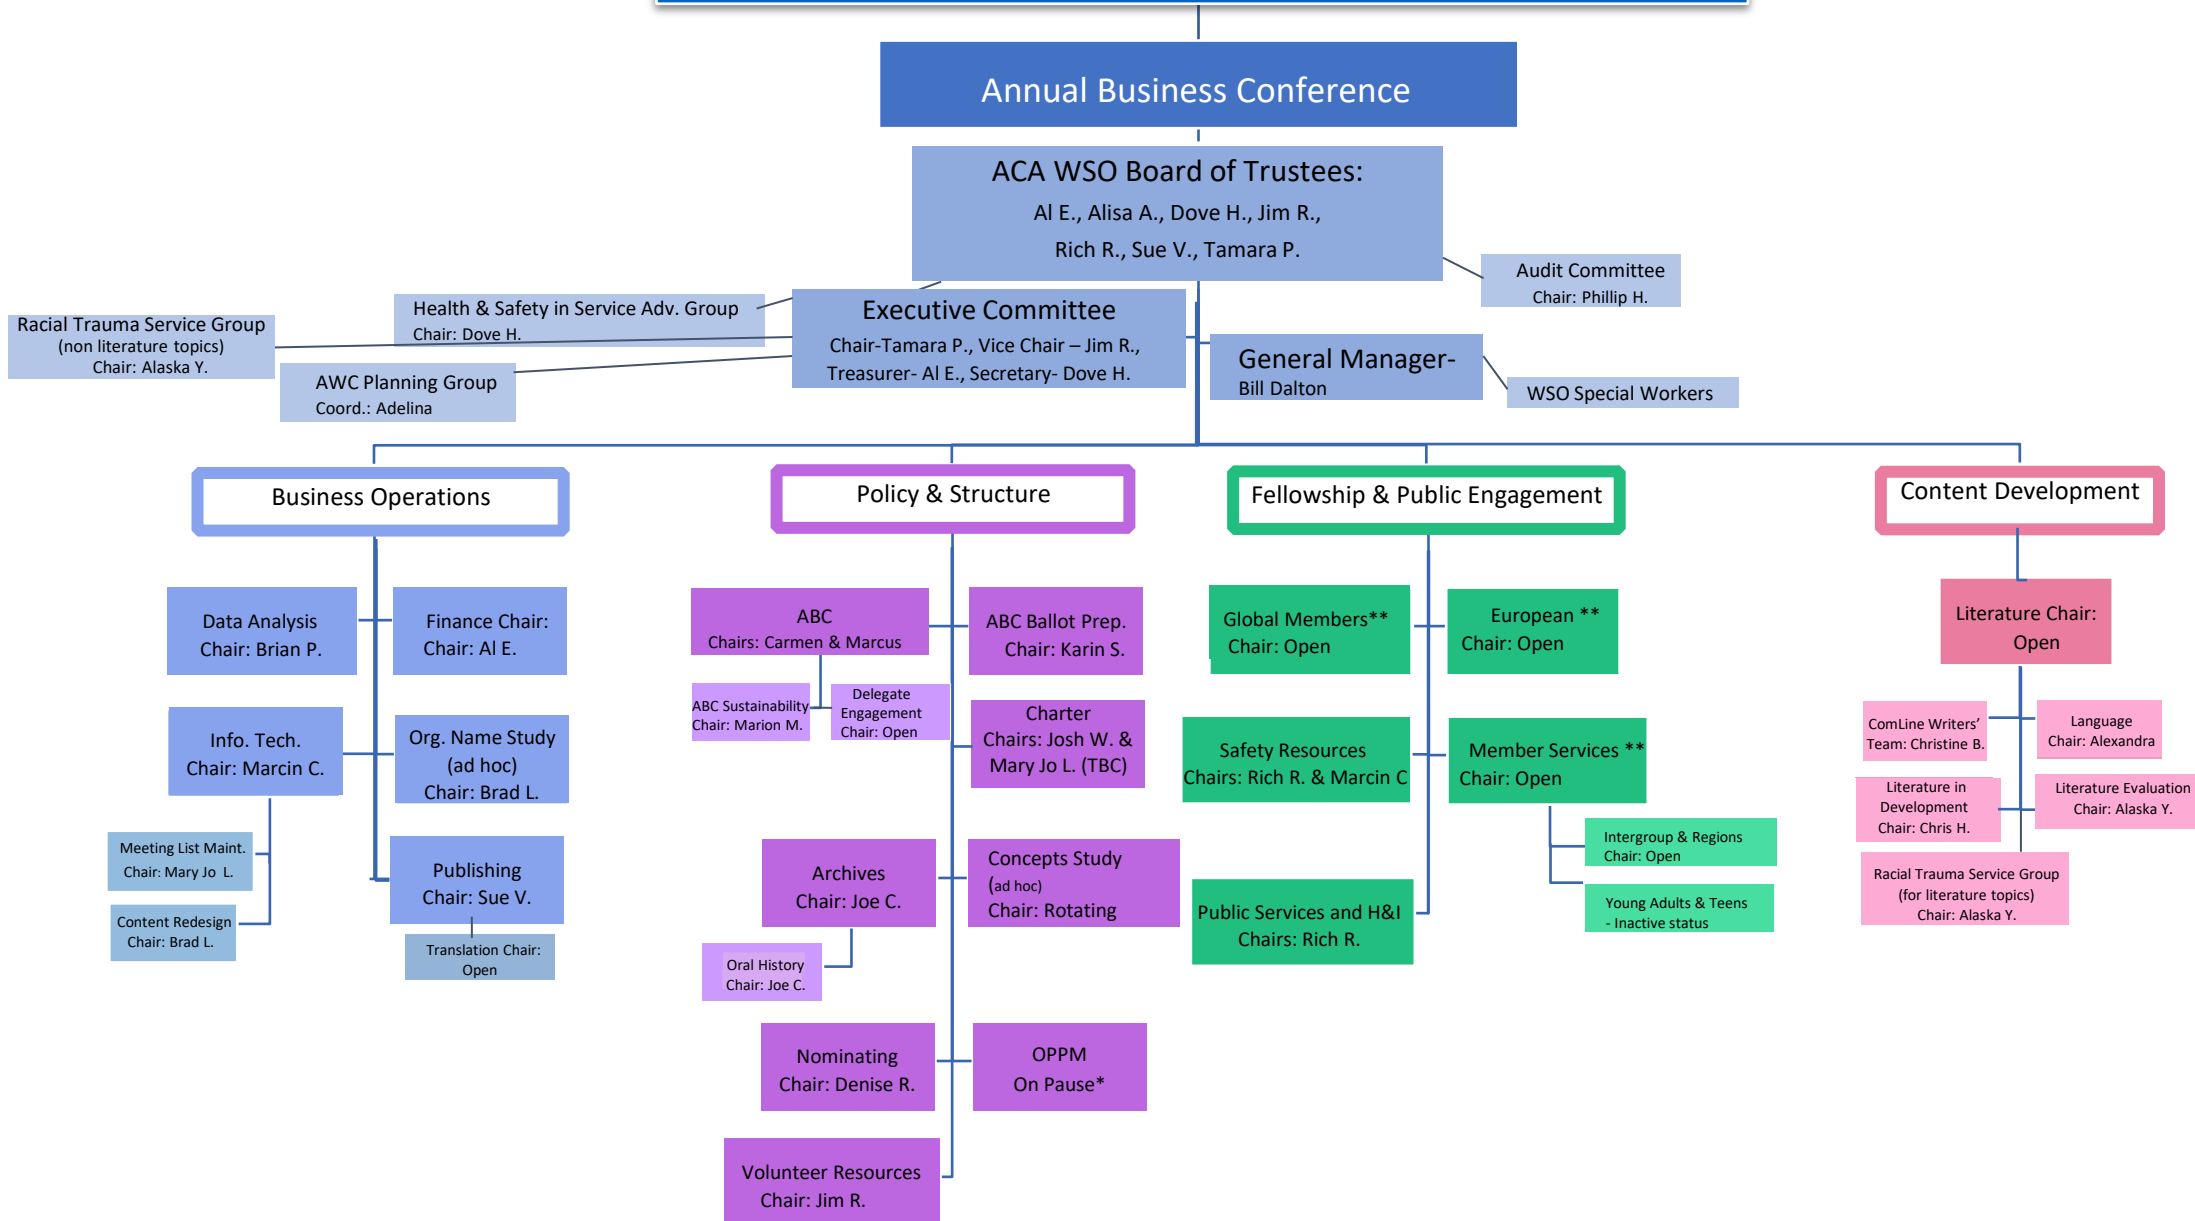 Annual Business Conference
ACA WSO Board of Trustees:
Al E., Alisa A., Dove H., Jim R.,
Rich R., Sue V., Tamara P.
Audit Committee
Chair: Phillip H.
Health & Safety in Service Adv. Group
Chair: Dove H.
Racial Trauma Service Group
(non literature topics)
Chair: Alaska Y.
AWC Planning Group
Coord.: Adelina
Executive Committee
Chair-Tamara P., Vice Chair – Jim R.,
Treasurer- Al E., Secretary- Dove H.
General Manager-
Bill Dalton
WSO Special Workers
Business Operations
Policy & Structure
Fellowship & Public Engagement
Content Development
Data Analysis
Chair: Brian P.
Finance Chair:
Chair: Al E.
Info. Tech.
Chair: Marcin C.
Org. Name Study
(ad hoc)
Chair: Brad L.
Meeting List Maint.
Chair: Mary Jo L.
Content Redesign
Chair: Brad L.
Publishing
Chair: Sue V.
Translation Chair:
Open
ABC
Chairs: Carmen & Marcus
ABC Ballot Prep.
Chair: Karin S.
ABC Sustainability
Chair: Marion M.
Delegate
Engagement
Chair: Open
Charter
Chairs: Josh W. &
Mary Jo L. (TBC)
Archives
Chair: Joe C.
Concepts Study
(ad hoc)
Chair: Rotating
Oral History
Chair: Joe C.
Nominating
Chair: Denise R.
OPPM
On Pause*
Volunteer Resources
Chair: Jim R.
Global Members**
Chair: Open
European **
Chair: Open
Safety Resources
Chairs: Rich R. & Marcin C
Member Services **
Chair: Open
Intergroup & Regions
Chair: Open
Young Adults & Teens
- Inactive status
Public Services and H&I
Chairs: Rich R.
Literature Chair:
Open
ComLine Writers’
Team: Christine B.
Language
Chair: Alexandra
Literature in
Development
Chair: Chris H.
Literature Evaluation
Chair: Alaska Y.
Racial Trauma Service Group
(for literature topics)
Chair: Alaska Y.